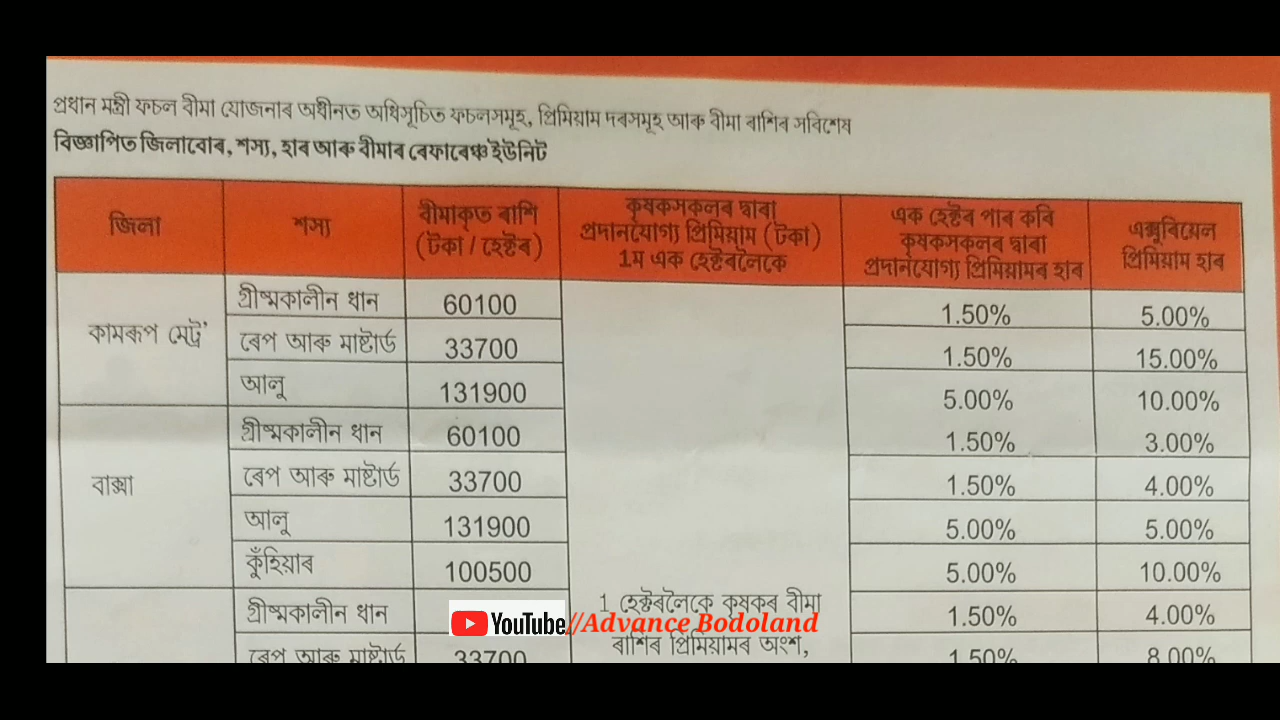 প্ৰধান মন্ত্ৰী ফচল বীমা যোজনাৰ অধীনত অধিসূচিত ফচলসমূহ, প্ৰিমিয়াম দৰসমূহ আৰু বীমা ৰাশিৰ সবিশেষ
বিজ্ঞাপিত জিলাবোৰ, শস্য, হাৰ আৰু বীমাৰ ৰেফাৰেঞ্চ ইউনিট
জিলা
শস্য
বীমাকৃত ৰাশি
(টকা / হেক্টৰ)
কৃষকসকলৰ দ্বাৰা
প্ৰদানযোগ্য প্ৰিমিয়াম (টকা)
1ম এক হেক্টৰলৈকে
এক হেক্টৰ পাৰ কৰি
কৃষকসকলৰ দ্বাৰা
প্ৰদানযোগ্য প্ৰিমিয়ামৰ হাৰ
এক্সুৰিয়েল
প্ৰিমিয়াম হাৰ
কামৰূপ মেট্ৰ'
গ্ৰীষ্মকালীন ধান 60100 1.50% 5.00%
ৰেপ আৰু মাষ্টাৰ্ড 33700 1.50% 15.00%
আলু 131900 5.00% 10.00%
বাক্সা
গ্ৰীষ্মকালীন ধান 60100 1.50% 3.00%
ৰেপ আৰু মাষ্টাৰ্ড 33700 1.50% 4.00%
আলু 131900 5.00% 5.00%
কুঁহিয়াৰ 100500 5.00% 10.00%
গ্ৰীষ্মকালীন ধান 1.50% 4.00%
ৰেপ আৰু মাষ্টাৰ্ড 33700 1.50% 8.00%
1 হেক্টৰলৈকে কৃষকৰ বীমা
ৰাশিৰ প্ৰিমিয়ামৰ অংশ,
YouTube//Advance Bodoland